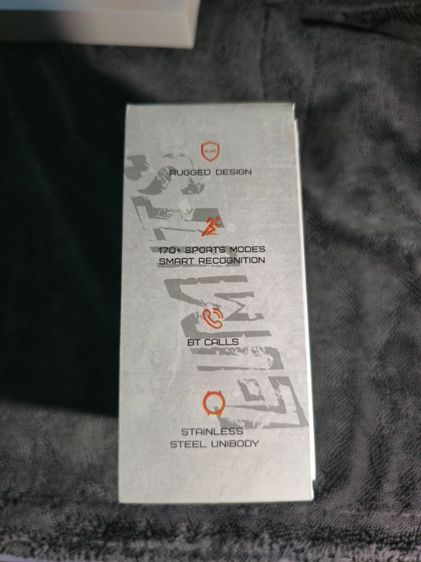 RUGGED DESIGN
170+ SPORTS MODES
SMART RECOGNITION
BT CALLS
STAINLESS
STEEL UNIBODY